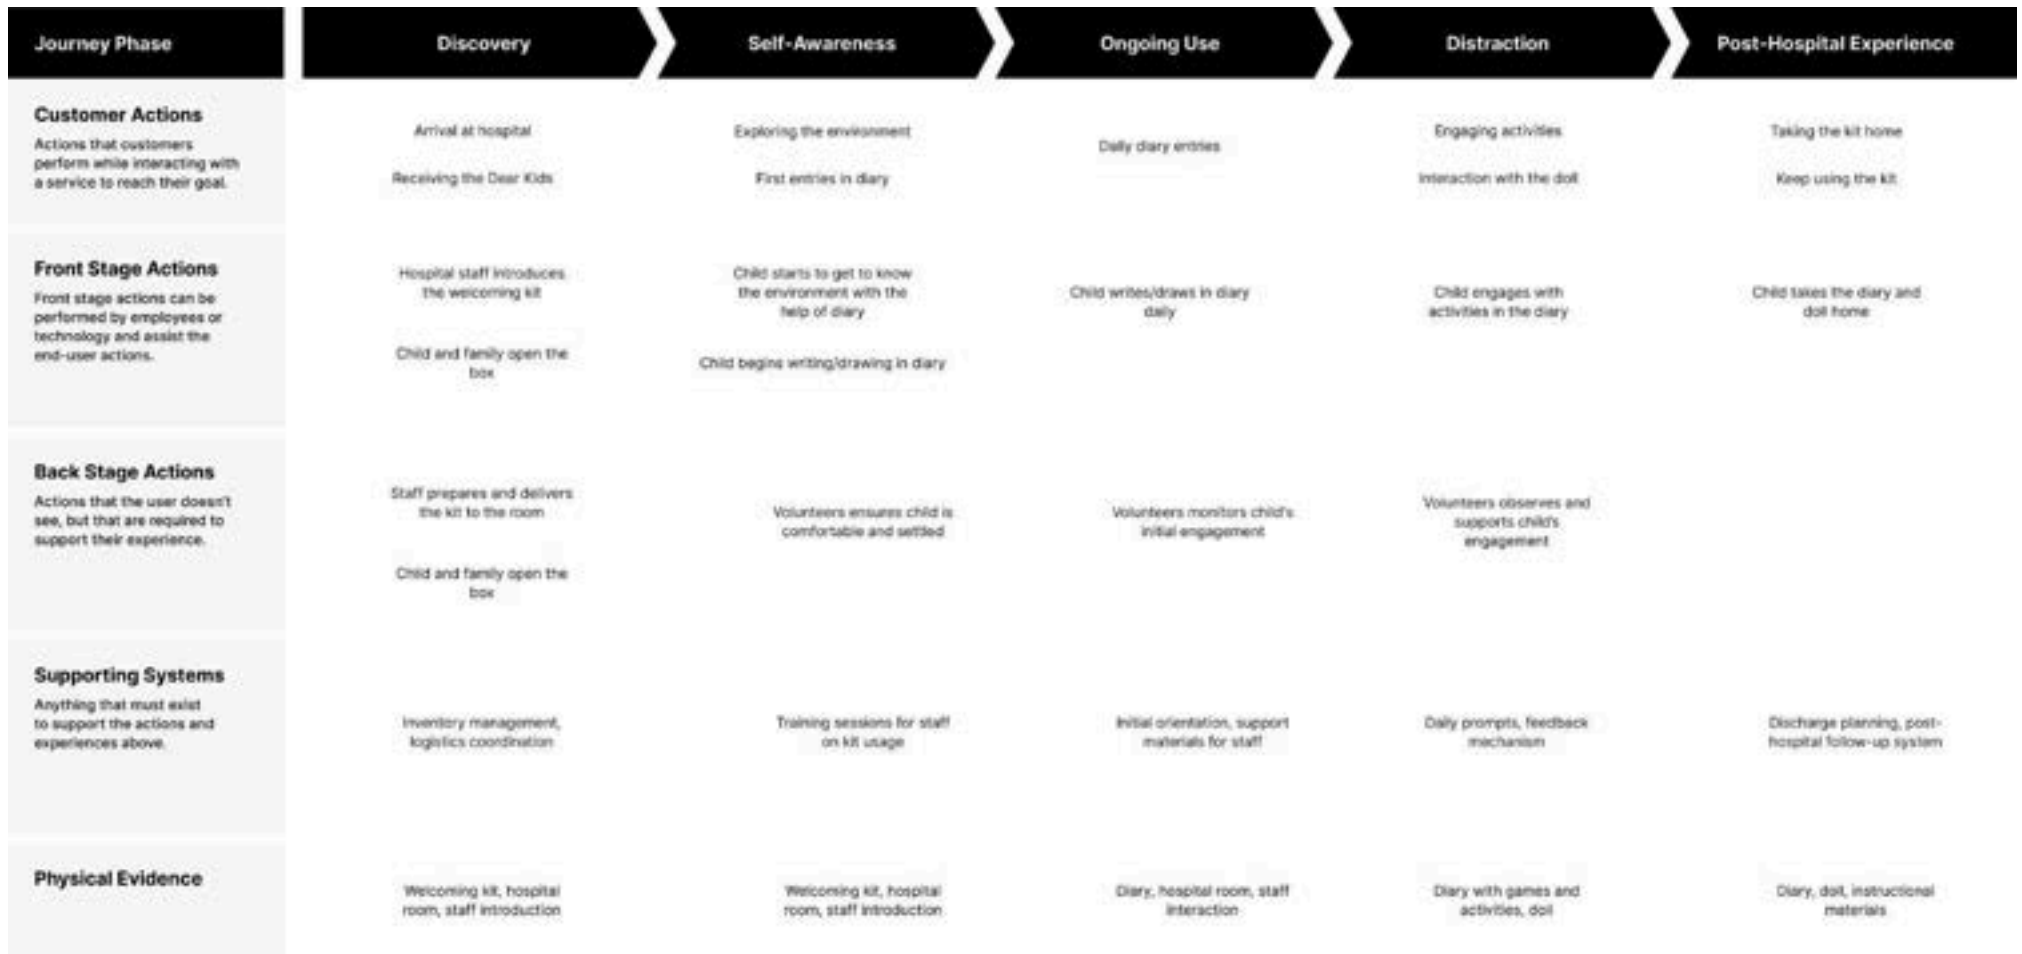 Journey Phase
Discovery
Self-Awareness
Ongoing Use
Distraction
Post-Hospital Experience
Customer Actions
Actions that customers
perform while interacting with
a service to reach their goal.
Arrival at hospital
Receiving the Dear Kids
Exploring the environment
First entries in diary
Daily diary entries
Engaging activities
Interaction with the doll
Taking the kit home
Keep using the kit
Front Stage Actions
Front stage actions can be
performed by employees or
technology and assist the
end-user actions.
Hospital staff introduces
the welcoming kit
Child and family open the
box
Child starts to get to know
the environment with the
help of diary
Child begins writing/drawing in diary
Child writes/draws in diary
daily
Child engages with
activities in the diary
Child takes the diary and
doll home
Back Stage Actions
Actions that the user doesn't
see, but that are required to
support their experience.
Staff prepares and delivers
the kit to the room
Child and family open the
box
Volunteers ensures child is
comfortable and settled
Volunteers monitors child's
initial engagement
Volunteers observes and
supports child's
engagement
Supporting Systems
Anything that must exist
to support the actions and
experiences above.
Inventory management,
logistics coordination
Training sessions for staff
on kit usage
Initial orientation, support
materials for staff
Daily prompts, feedback
mechanism
Discharge planning, post-
hospital follow-up system
Physical Evidence
Welcoming kit, hospital
room, staff introduction
Welcoming kit, hospital
room, staff introduction
Diary, hospital room, staff
interaction
Diary with games and
activities, doll
Diary, doll, instructional
materials